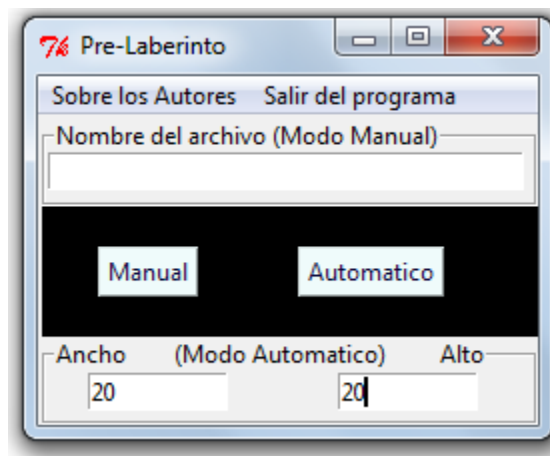 Pre-Laberinto
Sobre los Autores Salir del programa
Nombre del archivo (Modo Manual)
Manual Automatico
Ancho (Modo Automatico) Alto
20 20